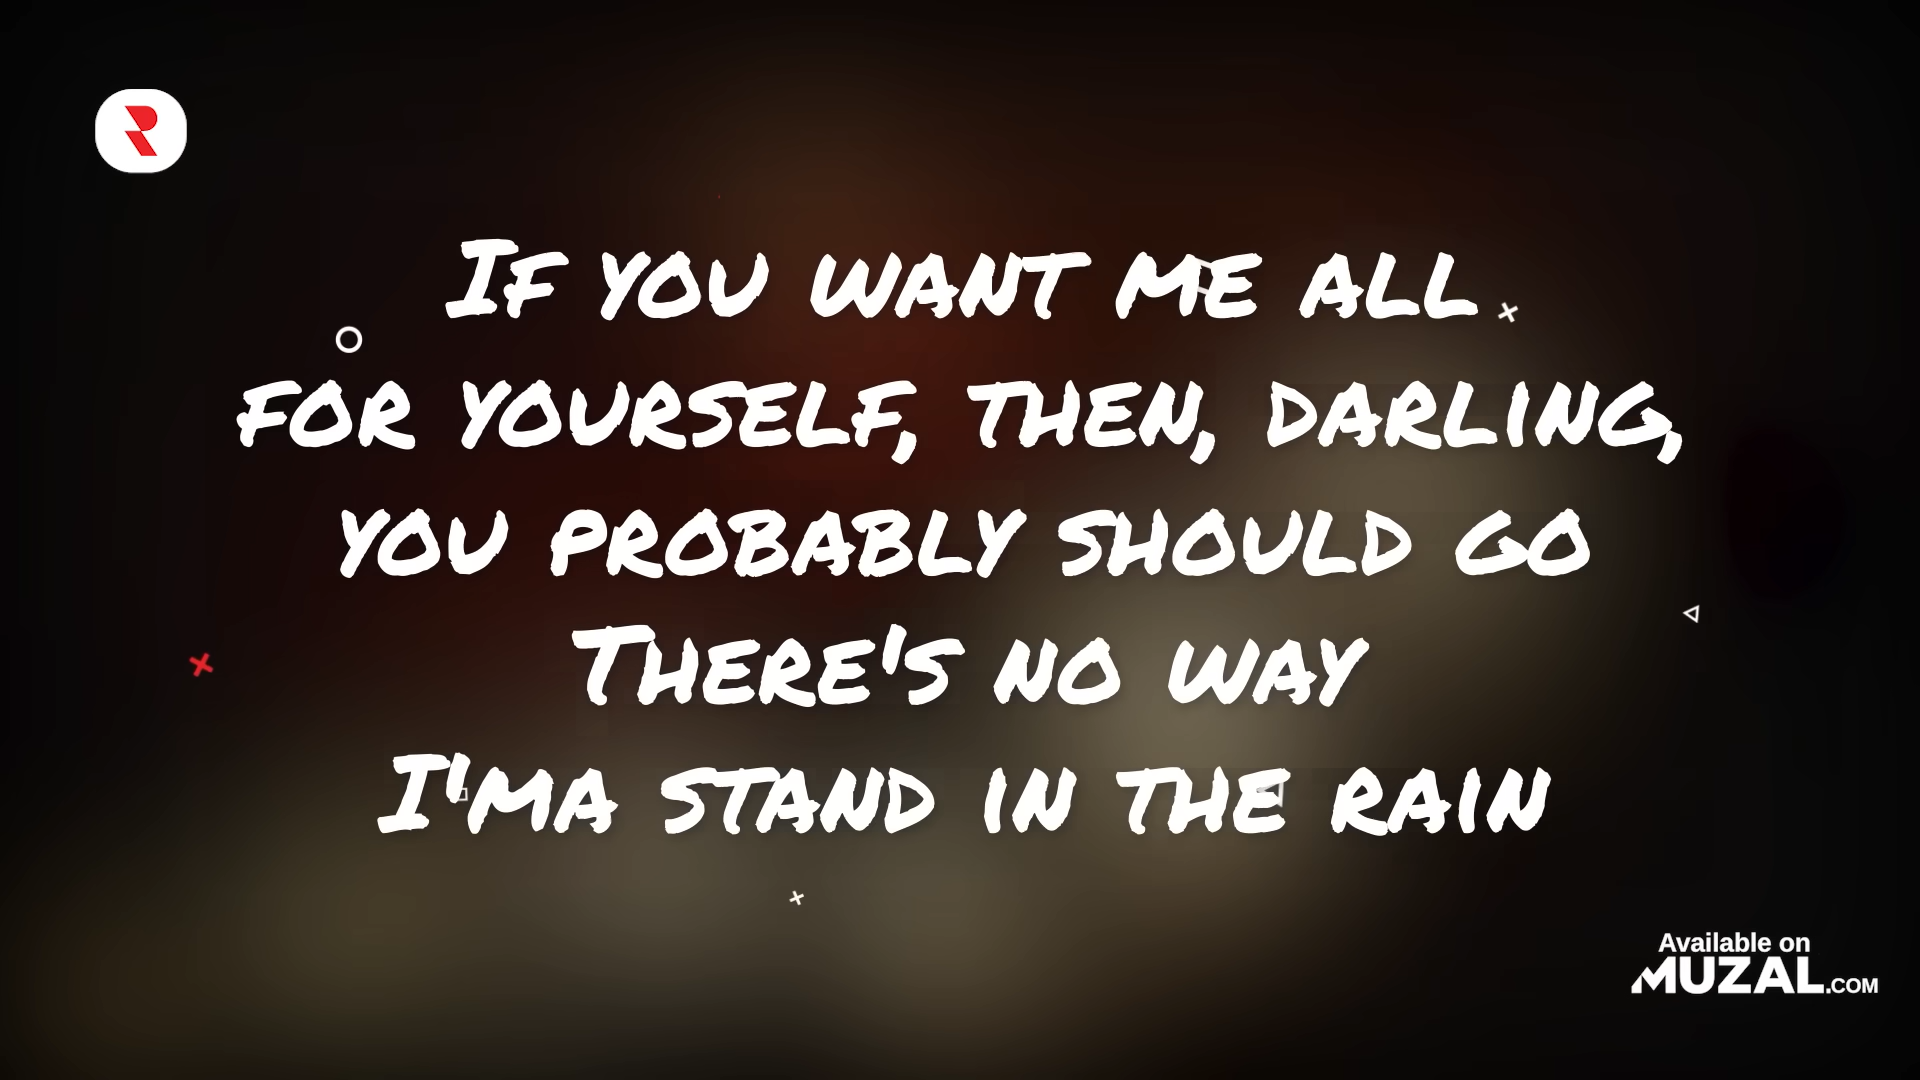 If you want me all
for yourself, then, darling,
you probably should go
There's no way
I'ma stand in the rain
R
Available on
MUZAL.COM